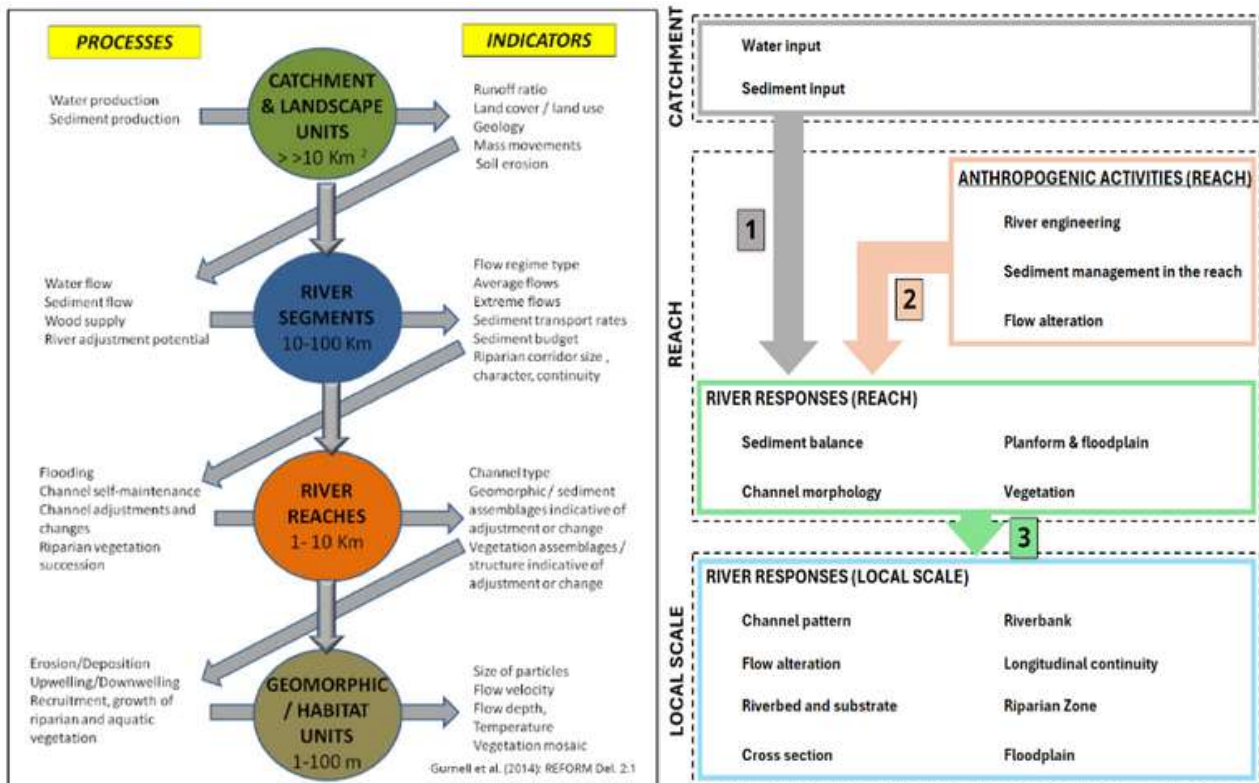 PROCESSES
INDICATORS
Water production
Sediment production
CATCHMENT
& LANDSCAPE
UNITS
> >10 Km 2
Runoff ratio
Land cover / land use
Geology
Mass movements
Soil erosion
Water flow
Sediment flow
Wood supply
River adjustment potential
RIVER
SEGMENTS
10-100 Km
Flow regime type
Average flows
Extreme flows
Sediment transport rates
Sediment budget
Riparian corridor size ,
character, continuity
Flooding
Channel self-maintenance
Channel adjustments and
changes
Riparian vegetation
succession
RIVER
REACHES
1- 10 Km
Channel type
Geomorphic / sediment
assemblages indicative of
adjustment or change
Vegetation assemblages /
structure indicative of
adjustment or change
Erosion/Deposition
Upwelling/Downwelling
Recruitment, growth of
riparian and aquatic
vegetation
GEOMORPHIC
/ HABITAT
UNITS
1-100 m
Size of particles
Flow velocity
Flow depth,
Temperature
Vegetation mosaic
Gurnell et al. (2014): REFORM Del. 2.1
CATCHMENT
Water input
Sediment input
REACH
1
ANTHROPOGENIC ACTIVITIES (REACH)
River engineering
Sediment management in the reach
Flow alteration
2
RIVER RESPONSES (REACH)
Sediment balance
Planform & floodplain
Channel morphology
Vegetation
3
LOCAL SCALE
RIVER RESPONSES (LOCAL SCALE)
Channel pattern
Riverbank
Flow alteration
Longitudinal continuity
Riverbed and substrate
Riparian Zone
Cross section
Floodplain